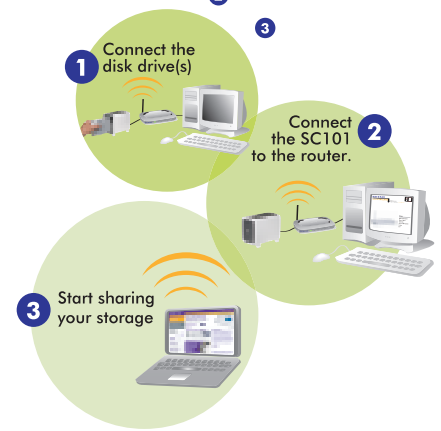 3
1
Connect the
disk drive(s)
2
Connect
the SC101
to the router.
3
Start sharing
your storage